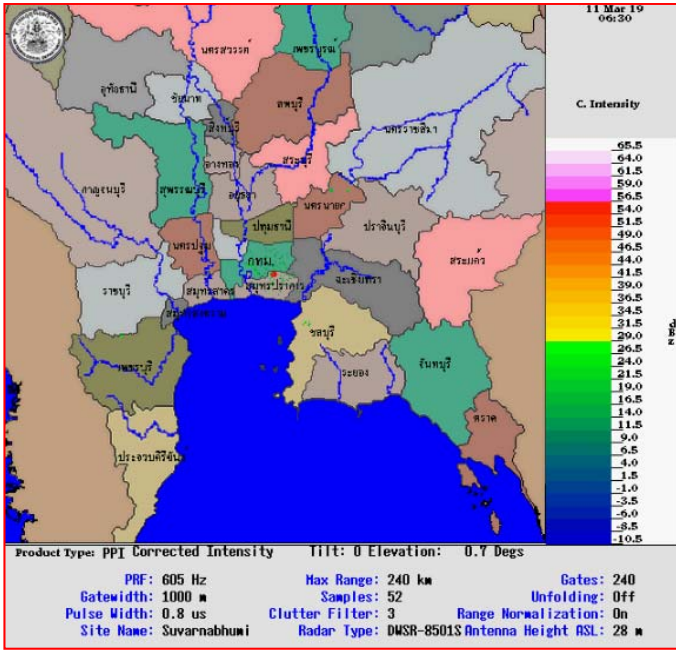 11 Mar 19
06:30
C. Intensity
65.5
64.0
61.5
59.0
56.5
54.0
51.5
49.0
46.5
44.0
41.5
39.0
36.5
34.0
31.5
29.0
26.5
24.0
21.5
19.0
16.5
14.0
11.5
9.0
6.5
4.0
1.5
-1.0
-3.5
-6.0
-8.5
-10.5
นครสวรรค์
เพชรบูรณ์
อุทัยธานี
ชัยนาท
ลพบุรี
สิงหบุรี
นครราชสีมา
อ่างทอง
สระบุรี
กาญจนบุรี
สุพรรณบุรี
อยุธยา
นครนายก
ปทุมธานี
ปราจีนบุรี
นครปฐม
กทม.
สระแก้ว
ราชบุรี
สมุทรสาคร
สมุทรปราการ
ฉะเชิงเทรา
ชลบุรี
เพชรบุรี
ระยอง
จันทบุรี
ตราด
ประจวบคีรีขันธ์
Product Type: PPI Corrected Intensity Tilt: 0 Elevation: 0.7 Degs
PRF: 605 Hz Max Range: 240 km Gates: 240
Gatewidth: 1000 m Samples: 52 Unfolding: Off
Pulse Width: 0.8 us Clutter Filter: 3 Range Normalization: On
Site Name: Suvarnabhumi Radar Type: DWSR-8501S Antenna Height ASL: 28 m